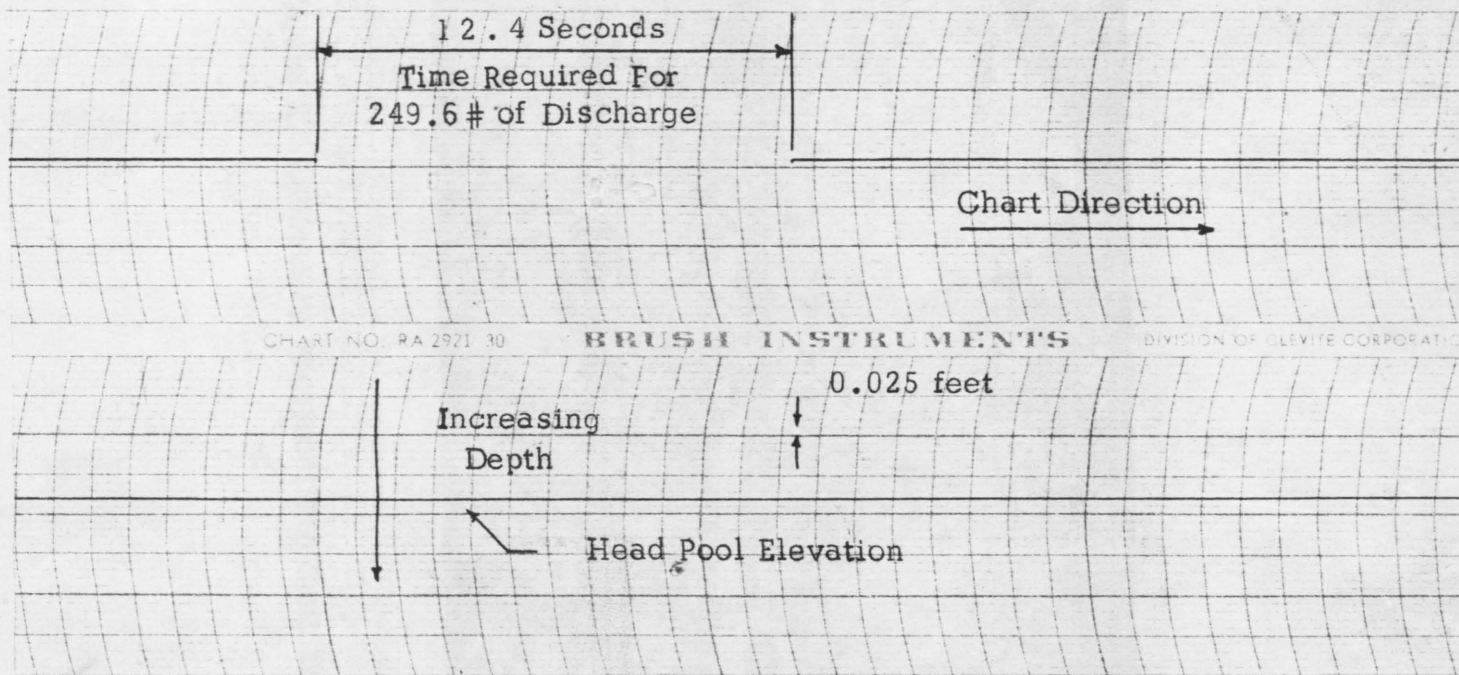 12.4 Seconds
Time Required For
249.6 # of Discharge
Chart Direction
CHART NO. RA 2921 30 BRUSH INSTRUMENTS DIVISION OF CLEVITE CORPORATIO
0.025 feet
Increasing
Depth
Head Pool Elevation